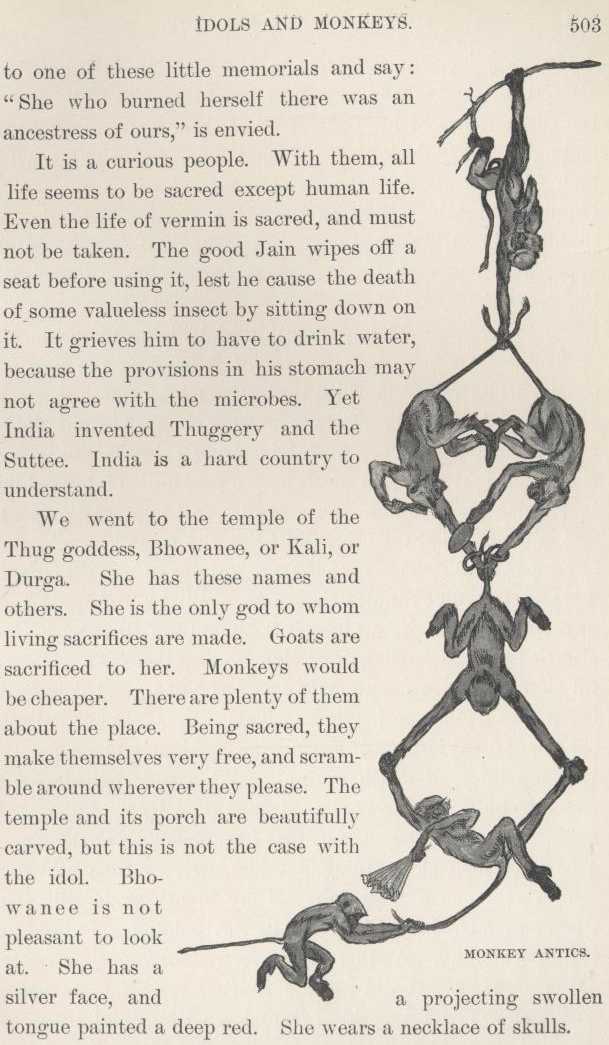 IDOLS AND MONKEYS. 503
to one of these little memorials and say:
“She who burned herself there was an
ancestress of ours,” is envied.
It is a curious people. With them, all
life seems to be sacred except human life.
Even the life of vermin is sacred, and must
not be taken. The good Jain wipes off a
seat before using it, lest he cause the death
of some valueless insect by sitting down on
it. It grieves him to have to drink water,
because the provisions in his stomach may
not agree with the microbes. Yet
India invented Thuggery and the
Suttee. India is a hard country to
understand.
We went to the temple of the
Thug goddess, Bhowanee, or Kali, or
Durga. She has these names and
others. She is the only god to whom
living sacrifices are made. Goats are
sacrificed to her. Monkeys would
be cheaper. There are plenty of them
about the place. Being sacred, they
make themselves very free, and scram-
ble around wherever they please. The
temple and its porch are beautifully
carved, but this is not the case with
the idol. Bho-
wanee is not
pleasant to look
at. She has a
silver face, and a projecting swollen
tongue painted a deep red. She wears a necklace of skulls.
MONKEY ANTICS.